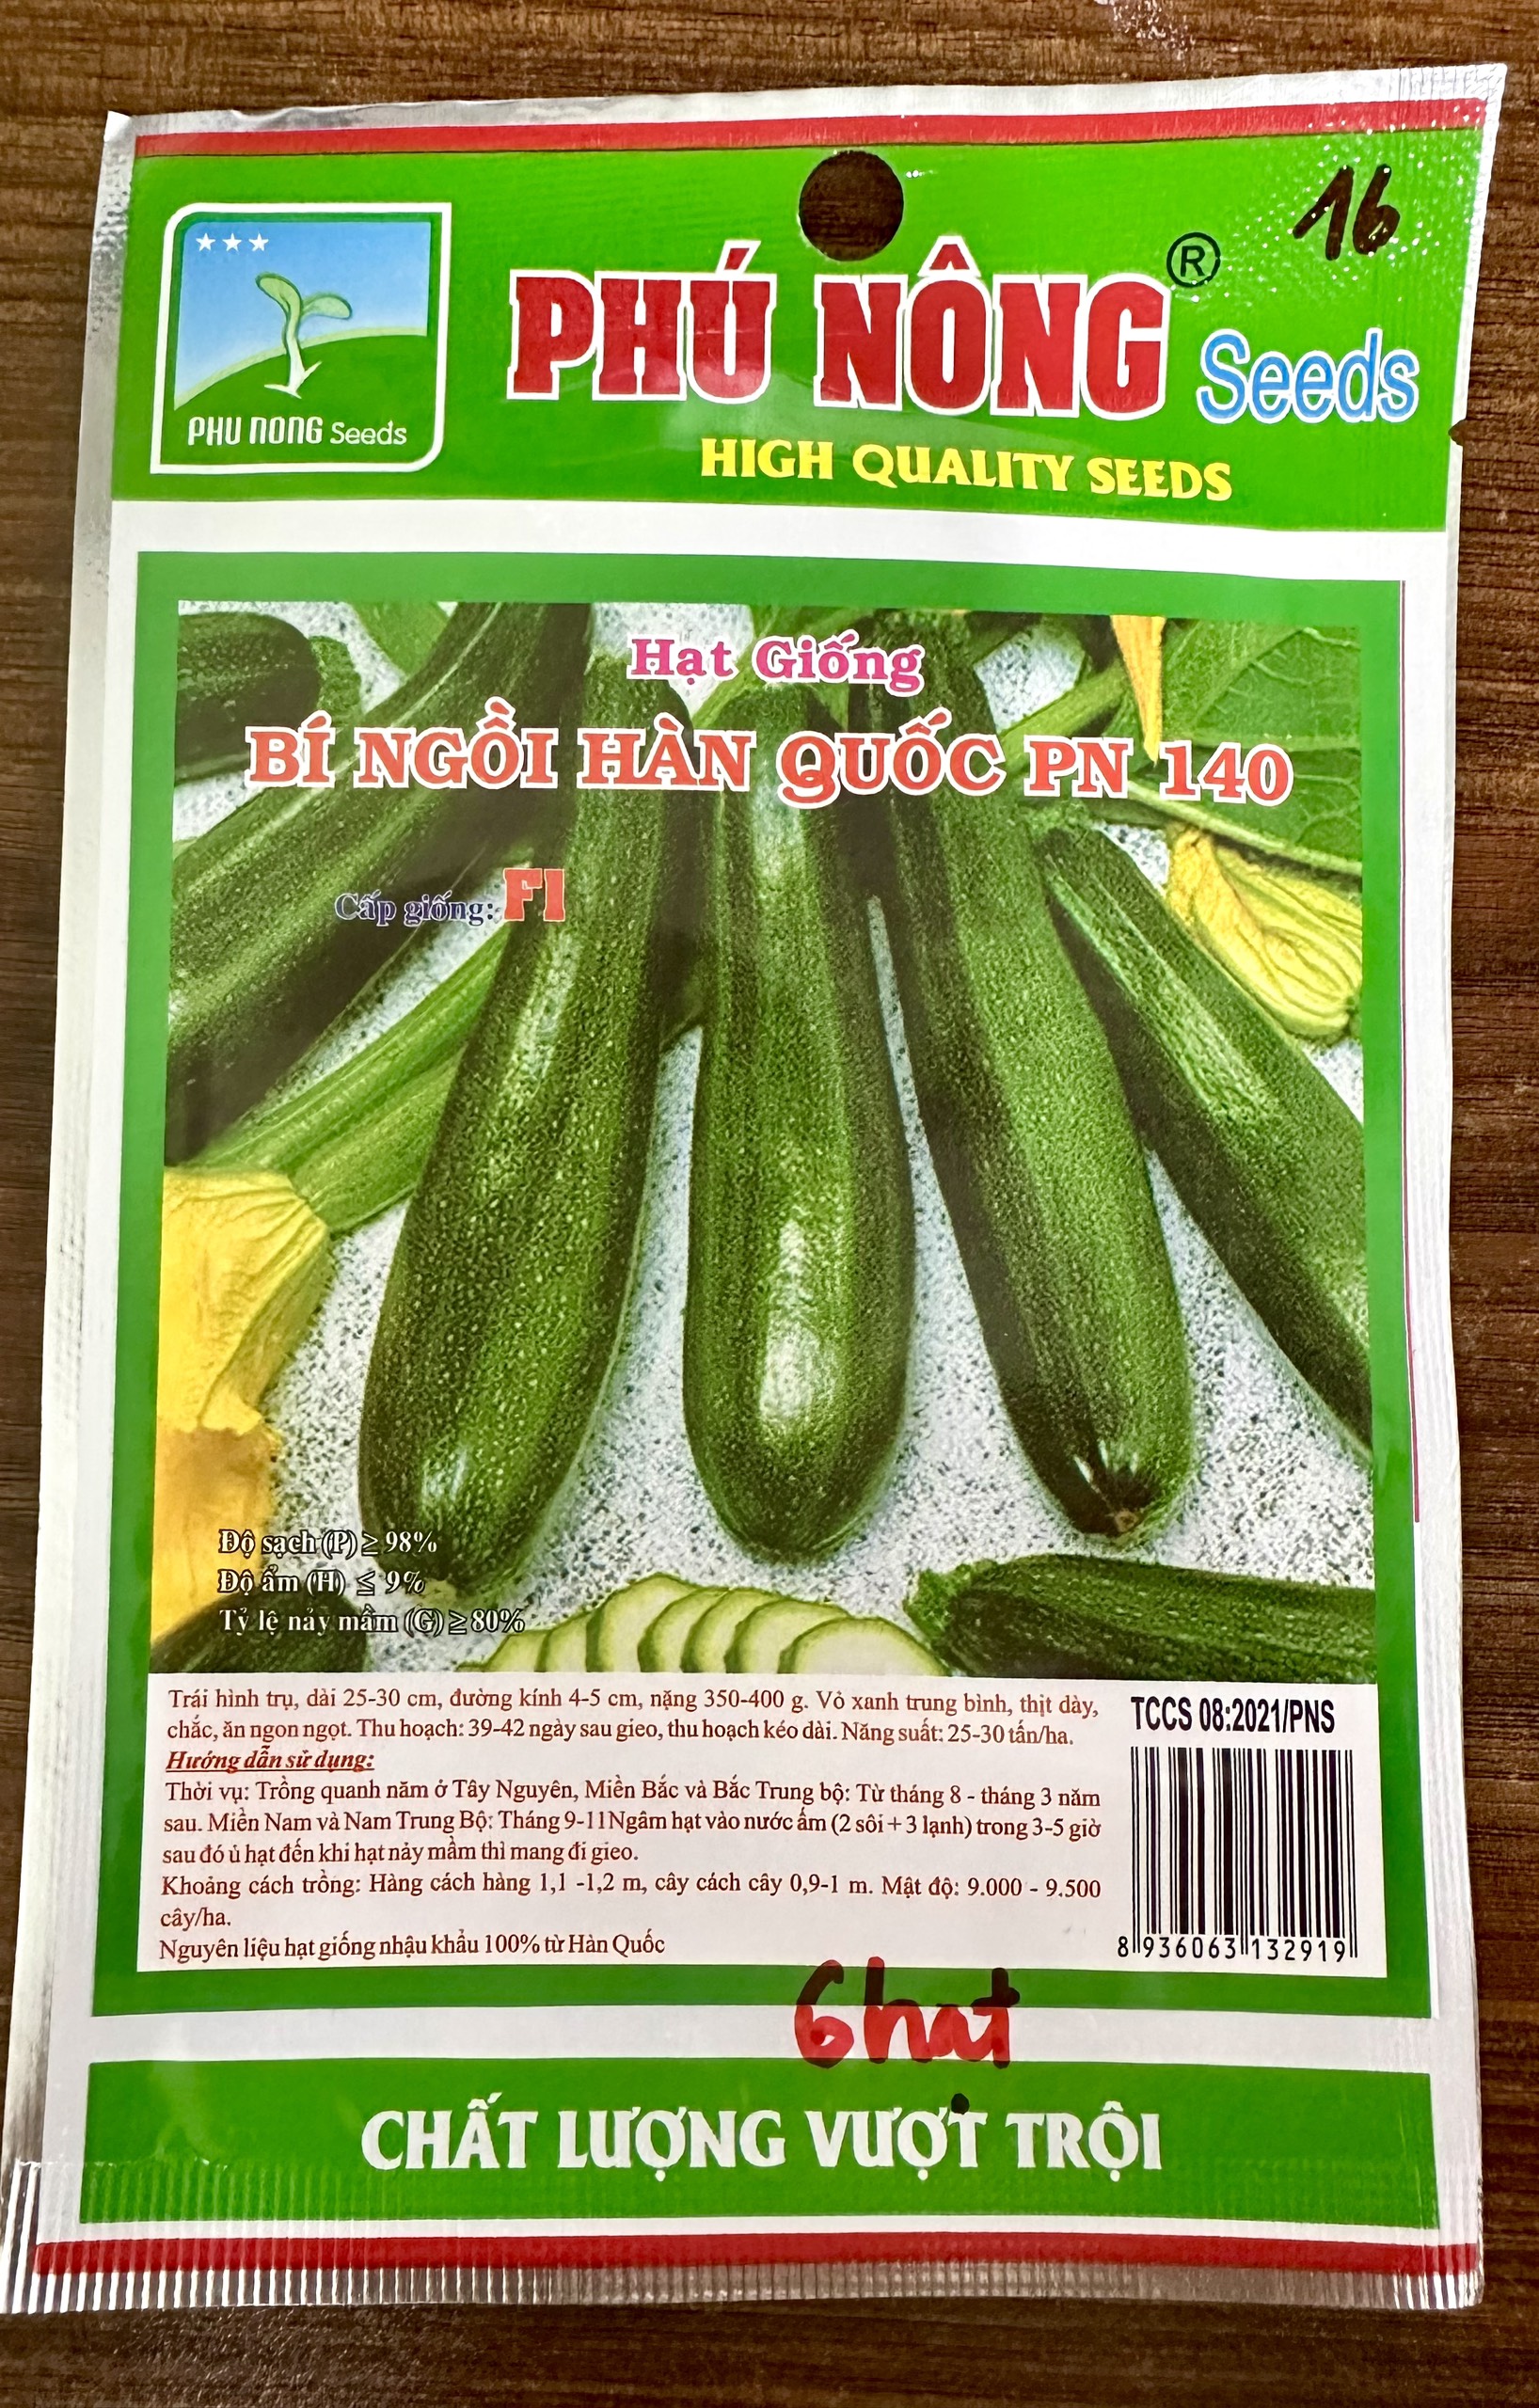 16
PHÚ NÔNG® Seeds
PHU NONG Seeds
HIGH QUALITY SEEDS
Hạt Giống
BÍ NGỒI HÀN QUỐC PN 140
Cấp giống: F1
Độ sạch (P) ≥ 98%
Độ ẩm (H) ≤ 9%
Tỷ lệ nảy mầm (G) ≥ 80%
Trái hình trụ, dài 25-30 cm, đường kính 4-5 cm, nặng 350-400 g. Vỏ xanh trung bình, thịt dày,
chắc, ăn ngon ngọt. Thu hoạch: 39-42 ngày sau gieo, thu hoạch kéo dài. Năng suất: 25-30 tấn/ha.
Hướng dẫn sử dụng:
Thời vụ: Trồng quanh năm ở Tây Nguyên, Miền Bắc và Bắc Trung bộ: Từ tháng 8 - tháng 3 năm
sau. Miền Nam và Nam Trung Bộ: Tháng 9-11Ngâm hạt vào nước ấm (2 sôi + 3 lạnh) trong 3-5 giờ
sau đó ủ hạt đến khi hạt nảy mầm thì mang đi gieo.
Khoảng cách trồng: Hàng cách hàng 1,1 -1,2 m, cây cách cây 0,9-1 m. Mật độ: 9.000 - 9.500
cây/ha.
Nguyên liệu hạt giống nhậu khẩu 100% từ Hàn Quốc
TCCS 08:2021/PNS
8 936063 132919
6 hạt
CHẤT LƯỢNG VƯỢT TRỘI